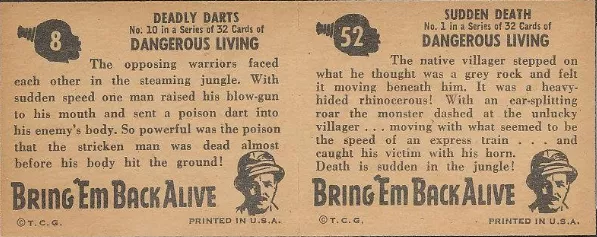 8
DEADLY DARTS
No. 10 in a Series of 32 Cards of
DANGEROUS LIVING
The opposing warriors faced
each other in the steaming jungle. With
sudden speed one man raised his blow-gun
to his mouth and sent a poison dart into
his enemy's body. So powerful was the poison
that the stricken man was dead almost
before his body hit the ground!
BRING 'EM BACK ALIVE
© T.C.G.
PRINTED IN U.S.A.
52
SUDDEN DEATH
No. 1 in a Series of 32 Cards of
DANGEROUS LIVING
The native villager stepped on
what he thought was a grey rock and felt
it moving beneath him. It was a heavy-
hided rhinocerous! With an ear-splitting
roar the monster dashed at the unlucky
villager . . . moving with what seemed to be
the speed of an express train . . . . and
caught his victim with his horn.
Death is sudden in the jungle!
BRING 'EM BACK ALIVE
© T.C.G.
PRINTED IN U.S.A.